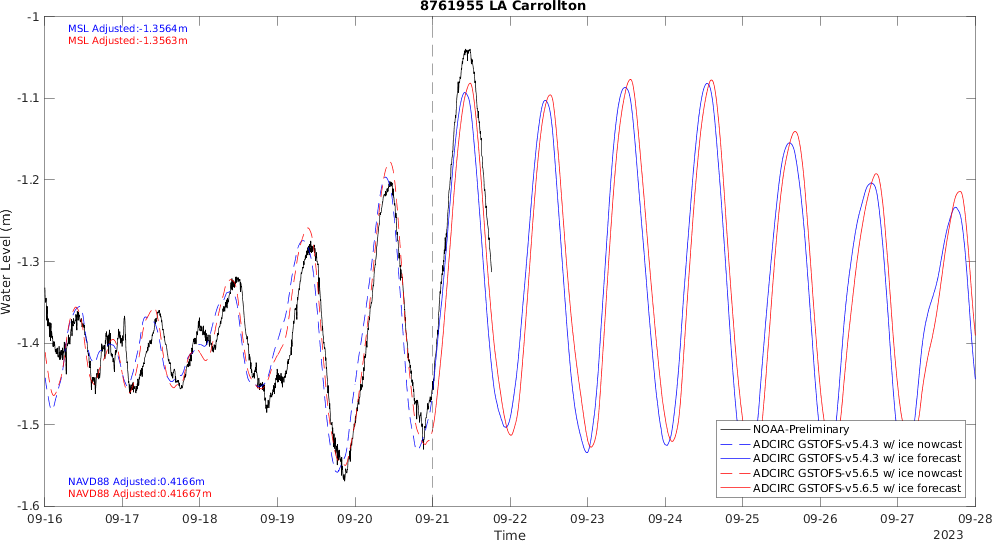 8761955 LA Carrollton
MSL Adjusted:-1.3564m
MSL Adjusted:-1.3563m
-1
-1.1
-1.2
-1.3
-1.4
-1.5
-1.6
Water Level (m)
NAVD88 Adjusted:0.4166m
NAVD88 Adjusted:0.41667m
NOAA-Preliminary
ADCIRC GSTOFS-v5.4.3 w/ ice nowcast
ADCIRC GSTOFS-v5.4.3 w/ ice forecast
ADCIRC GSTOFS-v5.6.5 w/ ice nowcast
ADCIRC GSTOFS-v5.6.5 w/ ice forecast
09-16 09-17 09-18 09-19 09-20 09-21 09-22 09-23 09-24 09-25 09-26 09-27 09-28
Time
2023